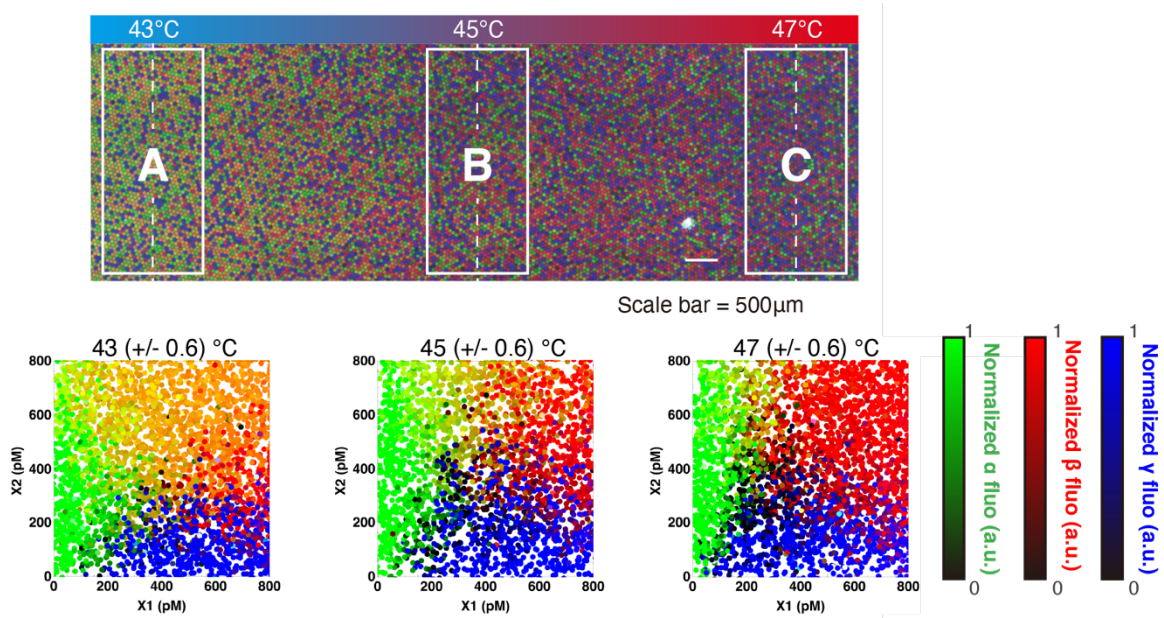 43°C 45°C 47°C
A B C
Scale bar = 500μm
43 (+/- 0.6) °C 45 (+/- 0.6) °C 47 (+/- 0.6) °C
800 800 800
600 600 600
400 400 400
200 200 200
0 0 0
X2 (pM) X2 (pM) X2 (pM)
0 200 400 600 800 0 200 400 600 800 0 200 400 600 800
X1 (pM) X1 (pM) X1 (pM)
1 1 1
Normalized α fluo (a.u.)
Normalized β fluo (a.u.)
Normalized γ fluo (a.u.)
0 0 0